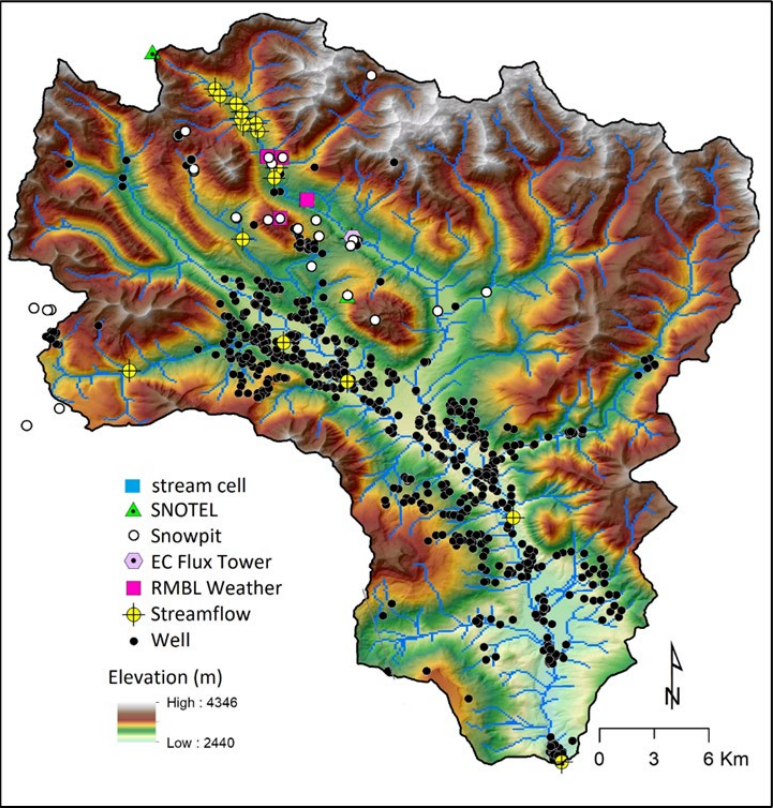 stream cell
SNOTEL
Snowpit
EC Flux Tower
RMBL Weather
Streamflow
Well
Elevation (m)
High : 4346
Low : 2440
N
0 3 6 Km